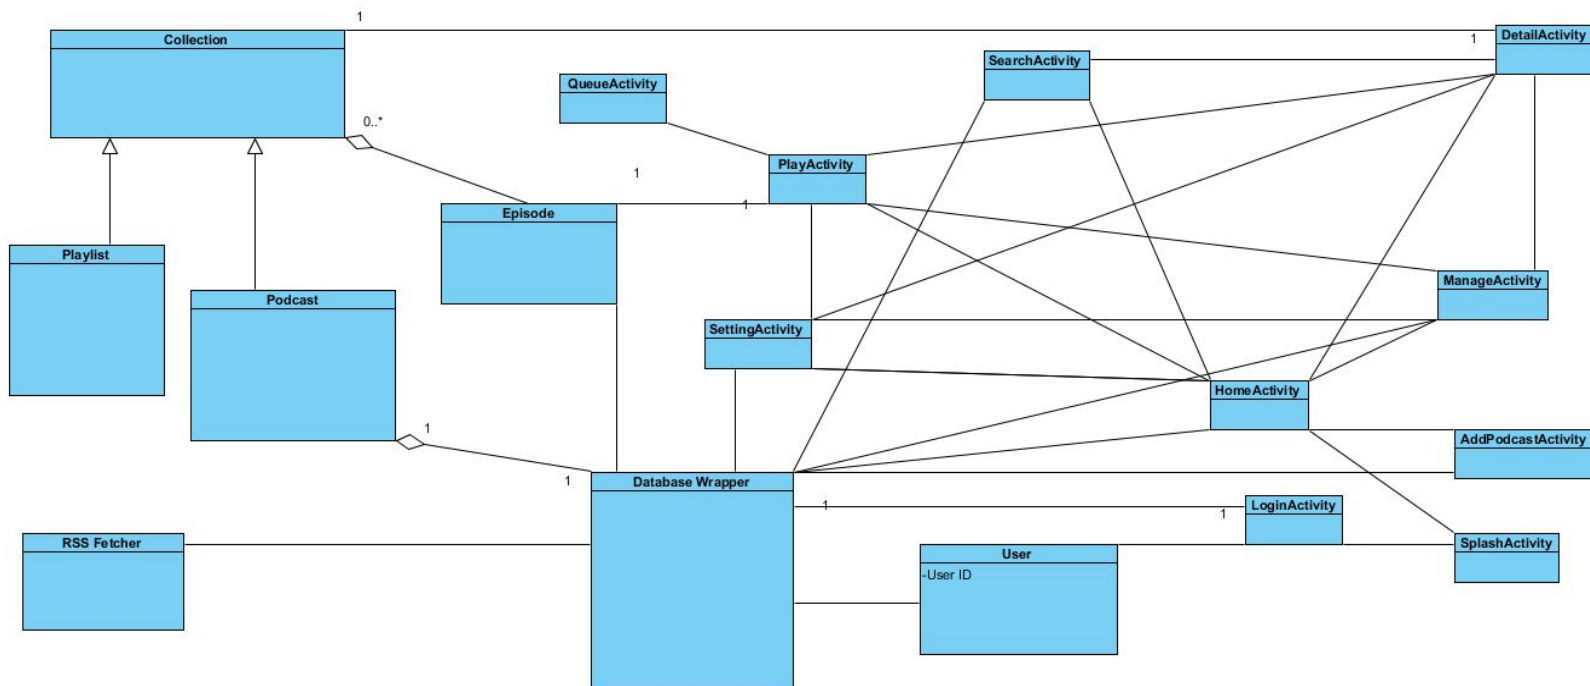 1
Collection
DetailActivity
1
SearchActivity
QueueActivity
0..*
PlayActivity
1
1
Episode
Playlist
ManageActivity
Podcast
SettingActivity
HomeActivity
1
AddPodcastActivity
1
Database Wrapper
1
1
LoginActivity
RSS Fetcher
User
SplashActivity
-User ID